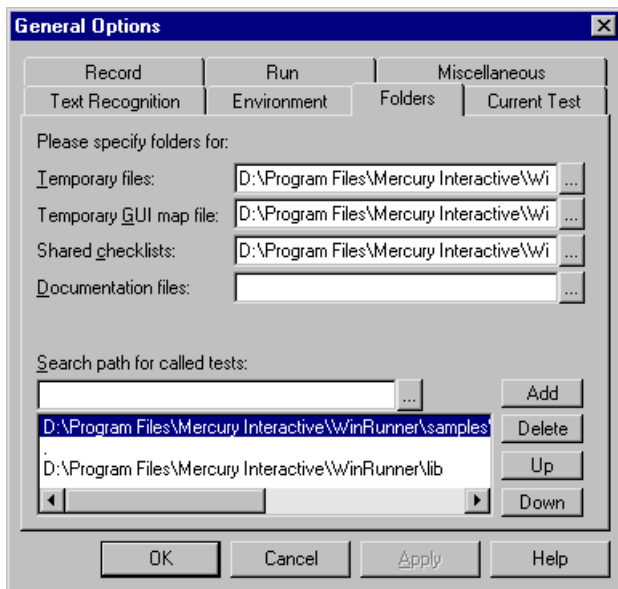 General Options
Record Run Miscellaneous
Text Recognition Environment Folders Current Test
Please specify folders for:
Temporary files: D:\Program Files\Mercury Interactive\Wi ...
Temporary GUI map file: D:\Program Files\Mercury Interactive\Wi ...
Shared checklists: D:\Program Files\Mercury Interactive\Wi ...
Documentation files: ...
Search path for called tests:
... Add
D:\Program Files\Mercury Interactive\WinRunner\samples\ Delete
.
D:\Program Files\Mercury Interactive\WinRunner\lib Up
Down
OK Cancel Apply Help